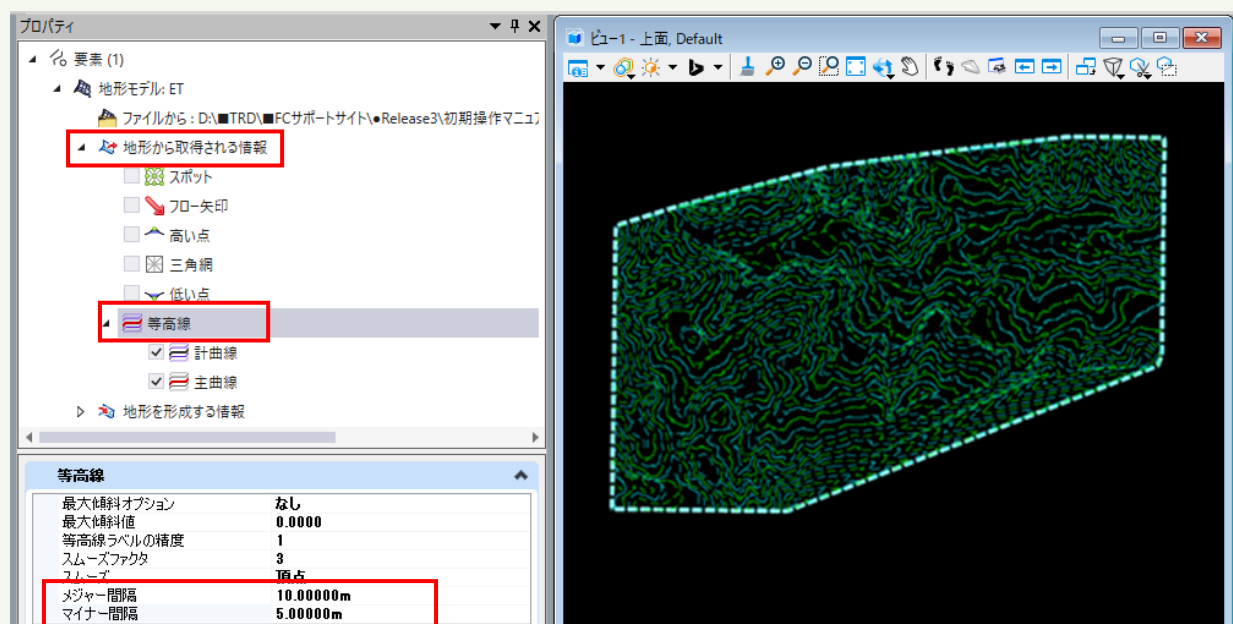 プロパティ
要素 (1)
地形モデル: ET
ファイルから : D:\■TRD\■FCサポートサイト\●Release3\初期操作マニュ
地形から取得される情報
スポット
フロー矢印
高い点
三角網
低い点
等高線
計曲線
主曲線
地形を形成する情報
等高線
最大傾斜オプション なし
最大傾斜値 0.0000
等高線ラベルの精度 1
スムーズファクタ 3
スムーズ 頂点
メジャー間隔 10.00000m
マイナー間隔 5.00000m
ビュー1 - 上面, Default